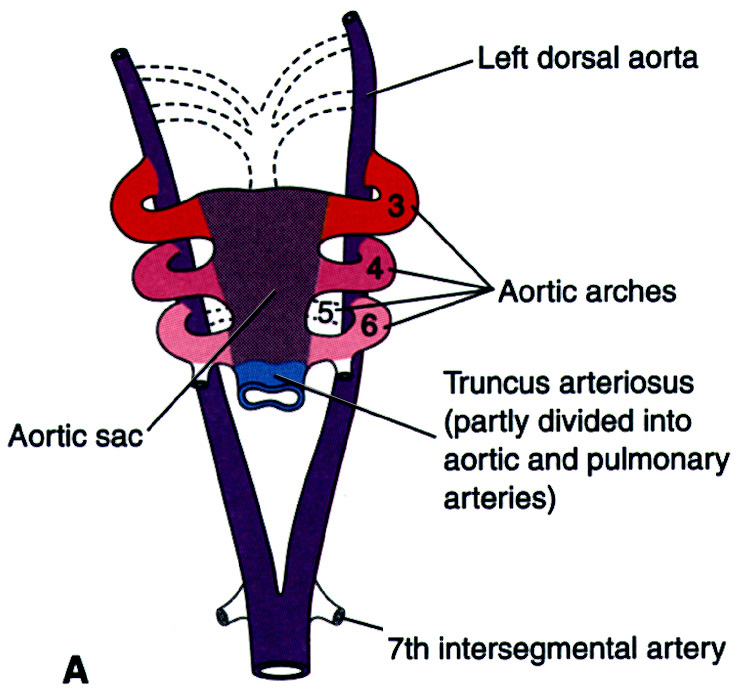 Left dorsal aorta
3
4
5
6
Aortic arches
Truncus arteriosus
(partly divided into
aortic and pulmonary
arteries)
Aortic sac
7th intersegmental artery
A